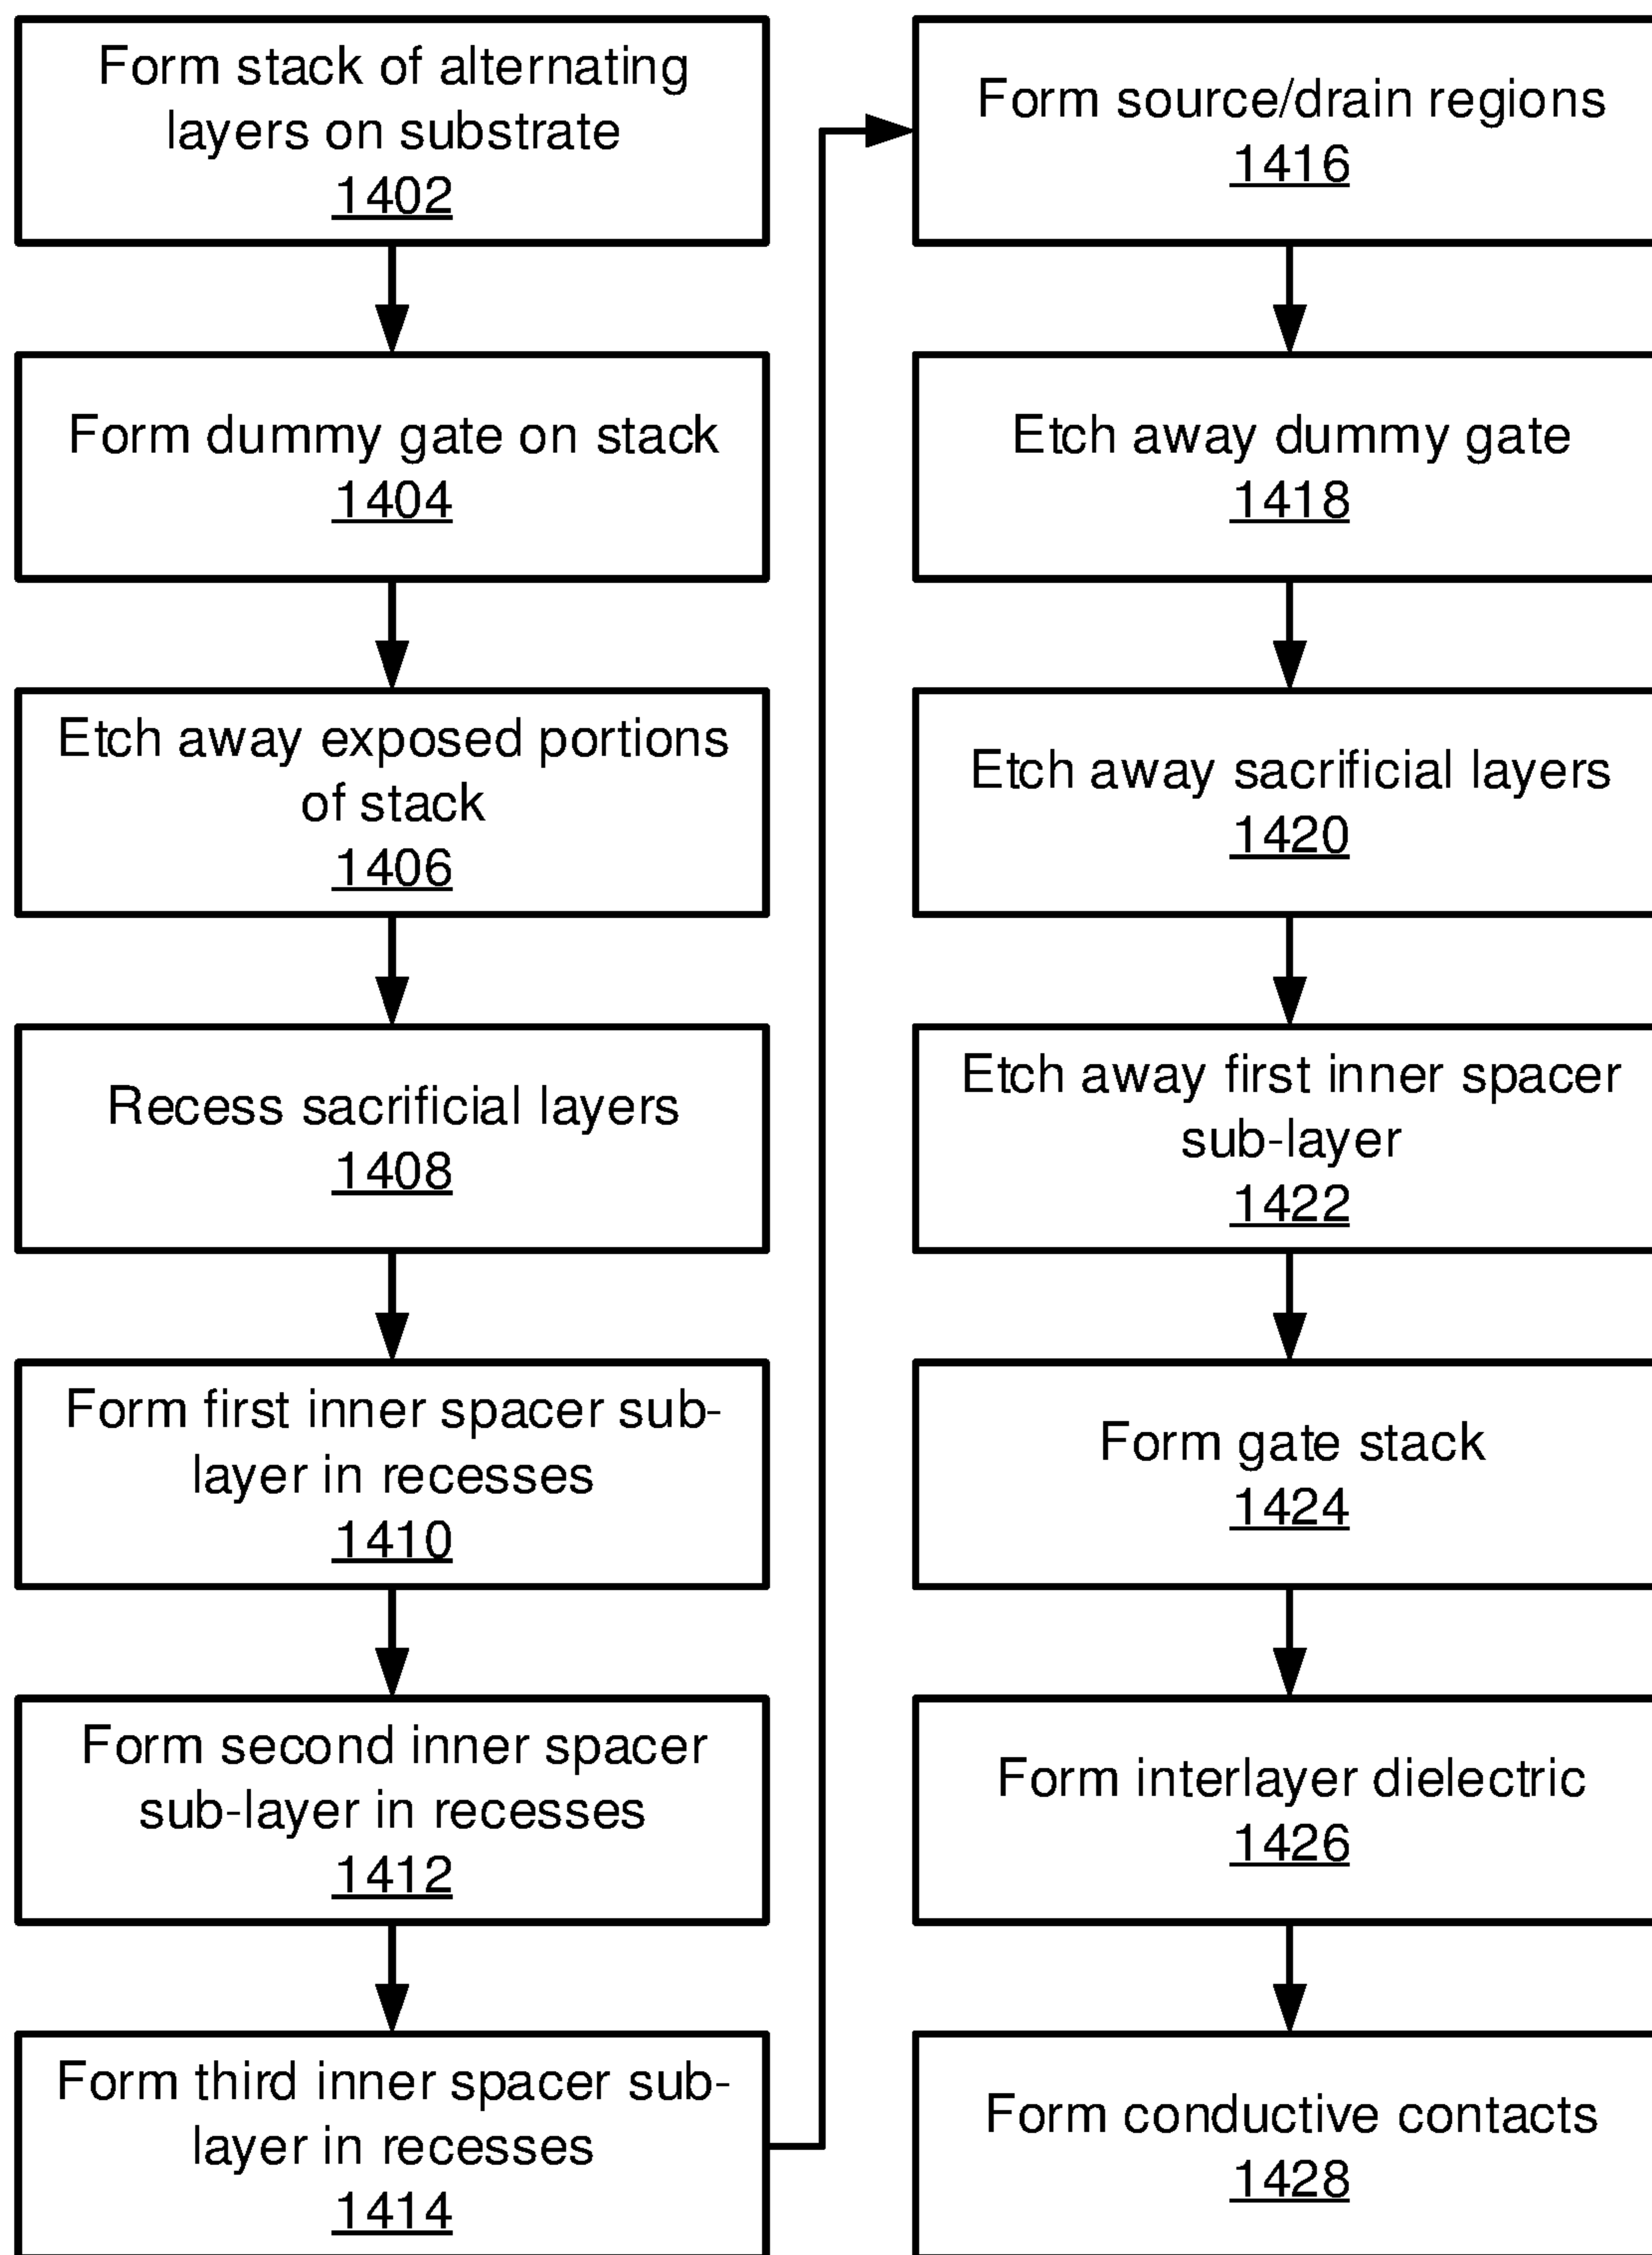 Form stack of alternating
layers on substrate
1402
Form dummy gate on stack
1404
Etch away exposed portions
of stack
1406
Recess sacrificial layers
1408
Form first inner spacer sub-
layer in recesses
1410
Form second inner spacer
sub-layer in recesses
1412
Form third inner spacer sub-
layer in recesses
1414
Form source/drain regions
1416
Etch away dummy gate
1418
Etch away sacrificial layers
1420
Etch away first inner spacer
sub-layer
1422
Form gate stack
1424
Form interlayer dielectric
1426
Form conductive contacts
1428